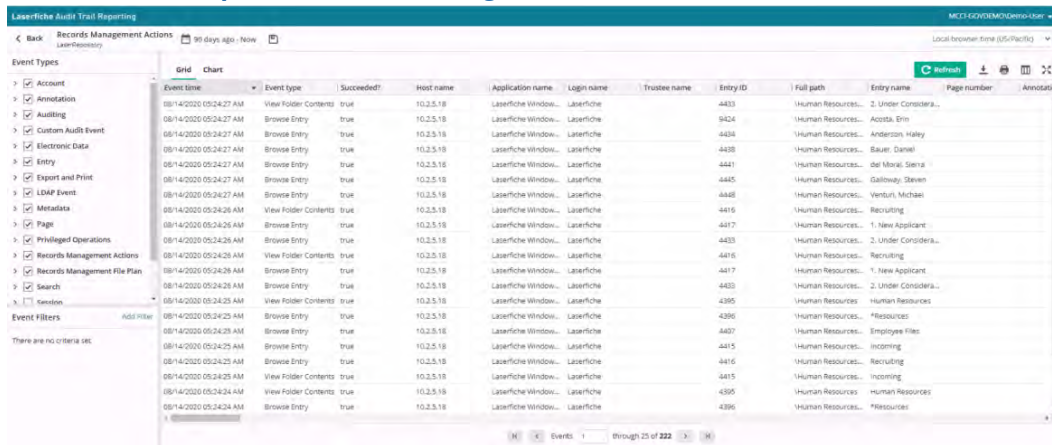 Laserfiche Audit Trail Reporting MCCI-GOVDEMO\Demo-User
Back Records Management Actions 90 days ago - Now Local browser time (US/Pacific)
LaserRepository
Event Types
Grid Chart Refresh
Account
Annotation
Auditing
Custom Audit Event
Electronic Data
Entry
Export and Print
LDAP Event
Metadata
Page
Privileged Operations
Records Management Actions
Records Management File Plan
Search
Session
Event Filters Add Filter
There are no criteria set
Event time Event type Succeeded? Host name Application name Login name Trustee name Entry ID Full path Entry name Page number Annotati
08/14/2020 05:24:27 AM View Folder Contents true 10.2.5.18 Laserfiche Window... Laserfiche 4433 \Human Resources... 2. Under Considera...
08/14/2020 05:24:27 AM Browse Entry true 10.2.5.18 Laserfiche Window... Laserfiche 9424 \Human Resources... Acosta, Erin
08/14/2020 05:24:27 AM Browse Entry true 10.2.5.18 Laserfiche Window... Laserfiche 4434 \Human Resources... Anderson, Haley
08/14/2020 05:24:27 AM Browse Entry true 10.2.5.18 Laserfiche Window... Laserfiche 4438 \Human Resources... Bauer, Daniel
08/14/2020 05:24:27 AM Browse Entry true 10.2.5.18 Laserfiche Window... Laserfiche 4441 \Human Resources... del Moral, Sierra
08/14/2020 05:24:27 AM Browse Entry true 10.2.5.18 Laserfiche Window... Laserfiche 4445 \Human Resources... Galloway, Steven
08/14/2020 05:24:27 AM Browse Entry true 10.2.5.18 Laserfiche Window... Laserfiche 4448 \Human Resources... Venturi, Michael
08/14/2020 05:24:26 AM View Folder Contents true 10.2.5.18 Laserfiche Window... Laserfiche 4416 \Human Resources... Recruiting
08/14/2020 05:24:26 AM Browse Entry true 10.2.5.18 Laserfiche Window... Laserfiche 4417 \Human Resources... 1. New Applicant
08/14/2020 05:24:26 AM Browse Entry true 10.2.5.18 Laserfiche Window... Laserfiche 4433 \Human Resources... 2. Under Considera...
08/14/2020 05:24:26 AM View Folder Contents true 10.2.5.18 Laserfiche Window... Laserfiche 4416 \Human Resources... Recruiting
08/14/2020 05:24:26 AM Browse Entry true 10.2.5.18 Laserfiche Window... Laserfiche 4417 \Human Resources... 1. New Applicant
08/14/2020 05:24:26 AM Browse Entry true 10.2.5.18 Laserfiche Window... Laserfiche 4433 \Human Resources... 2. Under Considera...
08/14/2020 05:24:25 AM View Folder Contents true 10.2.5.18 Laserfiche Window... Laserfiche 4395 \Human Resources Human Resources
08/14/2020 05:24:25 AM Browse Entry true 10.2.5.18 Laserfiche Window... Laserfiche 4396 \Human Resources... *Resources
08/14/2020 05:24:25 AM Browse Entry true 10.2.5.18 Laserfiche Window... Laserfiche 4407 \Human Resources... Employee Files
08/14/2020 05:24:25 AM Browse Entry true 10.2.5.18 Laserfiche Window... Laserfiche 4415 \Human Resources... Incoming
08/14/2020 05:24:25 AM Browse Entry true 10.2.5.18 Laserfiche Window... Laserfiche 4416 \Human Resources... Recruiting
08/14/2020 05:24:25 AM View Folder Contents true 10.2.5.18 Laserfiche Window... Laserfiche 4415 \Human Resources... Incoming
08/14/2020 05:24:24 AM View Folder Contents true 10.2.5.18 Laserfiche Window... Laserfiche 4395 \Human Resources Human Resources
08/14/2020 05:24:24 AM Browse Entry true 10.2.5.18 Laserfiche Window... Laserfiche 4396 \Human Resources... *Resources
Events 1 through 25 of 222